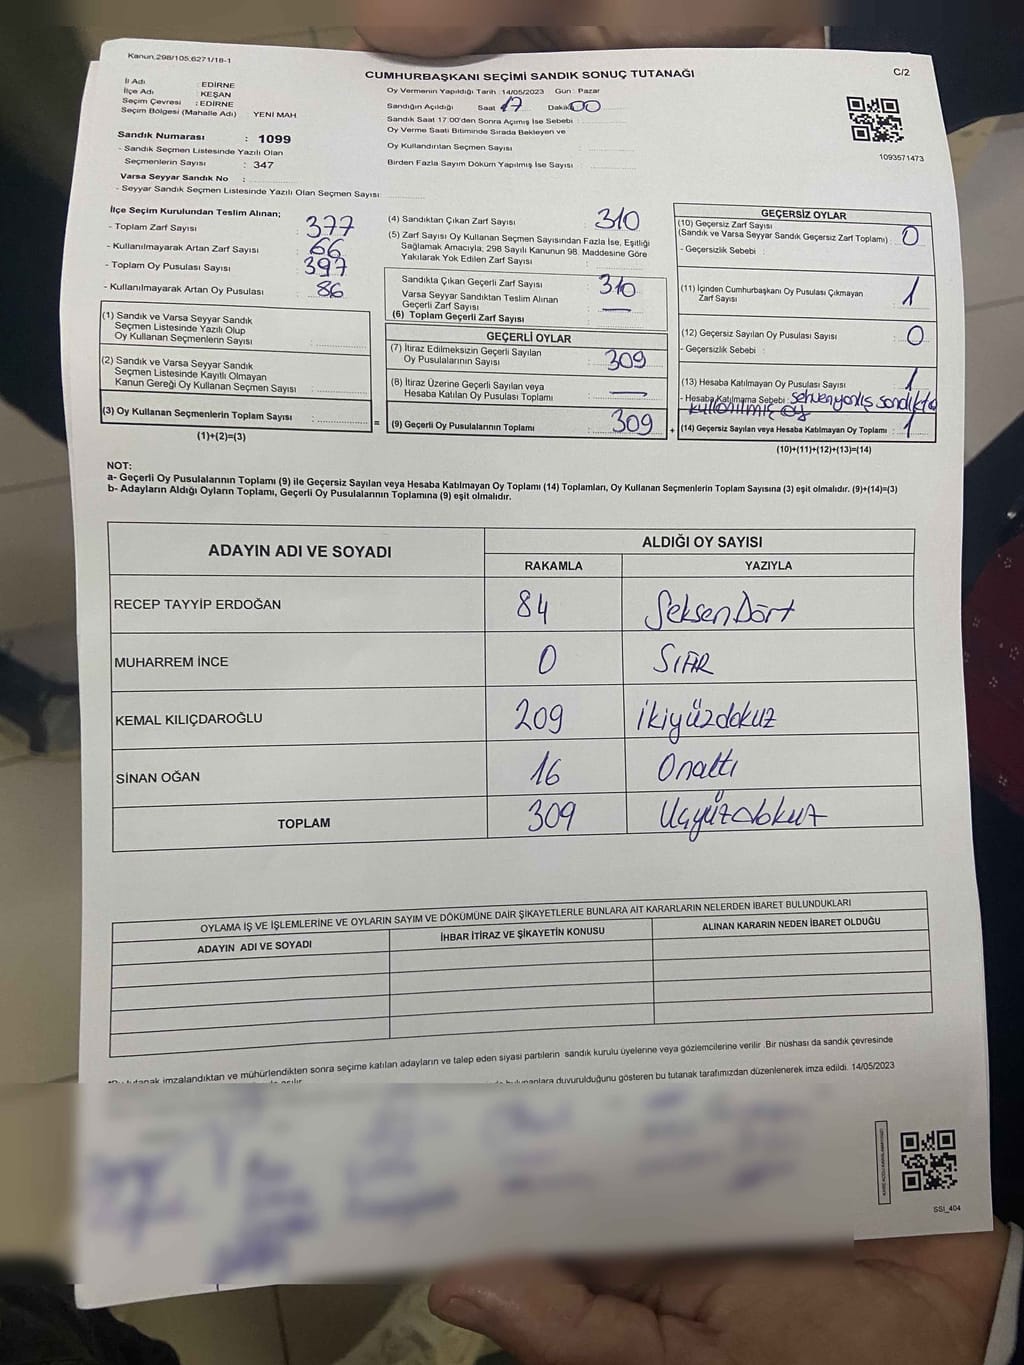 Kanun.298/105.6271/18-1
CUMHURBAŞKANI SEÇİMİ SANDIK SONUÇ TUTANAĞI
C/2
İl Adı : EDİRNE
İlçe Adı : KEŞAN
Seçim Çevresi : EDİRNE
Seçim Bölgesi (Mahalle Adı) YENİ MAH
Sandık Numarası : 1099
- Sandık Seçmen Listesinde Yazılı Olan
Seçmenlerin Sayısı : 347
Varsa Seyyar Sandık No :
- Seyyar Sandık Seçmen Listesinde Yazılı Olan Seçmen Sayısı
Oy Vermenin Yapıldığı Tarih : 14/05/2023 Gün : Pazar
Sandığın Açıldığı Saat 17 Dakika 00
Sandık Saat 17:00'den Sonra Açımış İse Sebebi :
Oy Verme Saati Bitiminde Sırada Bekleyen ve
Oy Kullandırılan Seçmen Sayısı :
Birden Fazla Sayım Döküm Yapılmış İse Sayısı :
1093571473
İlçe Seçim Kurulundan Teslim Alınan;
- Toplam Zarf Sayısı : 377
- Kullanılmayarak Artan Zarf Sayısı : 66
- Toplam Oy Pusulası Sayısı : 397
- Kullanılmayarak Artan Oy Pusulası : 86
(1) Sandık ve Varsa Seyyar Sandık
Seçmen Listesinde Yazılı Olup
Oy Kullanan Seçmenlerin Sayısı :
(2) Sandık ve Varsa Seyyar Sandık
Seçmen Listesinde Kayıtlı Olmayan
Kanun Gereği Oy Kullanan Seçmen Sayısı :
(3) Oy Kullanan Seçmenlerin Toplam Sayısı :
(1)+(2)=(3)
(4) Sandıktan Çıkan Zarf Sayısı : 310
(5) Zarf Sayısı Oy Kullanan Seçmen Sayısından Fazla İse, Eşitliği
Sağlamak Amacıyla; 298 Sayılı Kanunun 98. Maddesine Göre
Yakılarak Yok Edilen Zarf Sayısı :
Sandıkta Çıkan Geçerli Zarf Sayısı : 310
Varsa Seyyar Sandıktan Teslim Alınan
Geçerli Zarf Sayısı : —
(6) Toplam Geçerli Zarf Sayısı :
=
GEÇERLİ OYLAR
(7) İtiraz Edilmeksizin Geçerli Sayılan
Oy Pusulalarının Sayısı : 309
(8) İtiraz Üzerine Geçerli Sayılan veya
Hesaba Katılan Oy Pusulası Toplamı : —
(9) Geçerli Oy Pusulalarının Toplamı : 309
+
GEÇERSİZ OYLAR
(10) Geçersiz Zarf Sayısı
(Sandık ve Varsa Seyyar Sandık Geçersiz Zarf Toplamı) : 0
- Geçersizlik Sebebi :
(11) İçinden Cumhurbaşkanı Oy Pusulası Çıkmayan
Zarf Sayısı : 1
(12) Geçersiz Sayılan Oy Pusulası Sayısı : 0
- Geçersizlik Sebebi :
(13) Hesaba Katılmayan Oy Pusulası Sayısı : 1
- Hesaba Katılmama Sebebi : Sehven yanlış sandıkta
kullanılmış oy
(14) Geçersiz Sayılan veya Hesaba Katılmayan Oy Toplamı : 1
(10)+(11)+(12)+(13)=(14)
NOT:
a- Geçerli Oy Pusulalarının Toplamı (9) ile Geçersiz Sayılan veya Hesaba Katılmayan Oy Toplamı (14) Toplamları, Oy Kullanan Seçmenlerin Toplam Sayısına (3) eşit olmalıdır. (9)+(14)=(3)
b- Adayların Aldığı Oyların Toplamı, Geçerli Oy Pusulalarının Toplamına (9) eşit olmalıdır.
ADAYIN ADI VE SOYADI
ALDIĞI OY SAYISI
RAKAMLA YAZIYLA
RECEP TAYYİP ERDOĞAN 84 SeksenDört
MUHARREM İNCE 0 SIFIR
KEMAL KILIÇDAROĞLU 209 ikiyüzdokuz
SİNAN OĞAN 16 Onaltı
TOPLAM 309 Üçyüzdokuz
OYLAMA İŞ VE İŞLEMLERİNE VE OYLARIN SAYIM VE DÖKÜMÜNE DAİR ŞİKAYETLERLE BUNLARA AİT KARARLARIN NELERDEN İBARET BULUNDUKLARI
ADAYIN ADI VE SOYADI İHBAR İTİRAZ VE ŞİKAYETİN KONUSU ALINAN KARARIN NEDEN İBARET OLDUĞU
tutanak imzalandıktan ve mühürlendikten sonra seçime katılan adayların ve talep eden siyasi partilerin sandık kurulu üyelerine veya gözlemcilerine verilir .Bir nüshası da sandık çevresinde
duyurulduğunu gösteren bu tutanak tarafımızdan düzenlenerek imza edildi. 14/05/2023
SSI_404